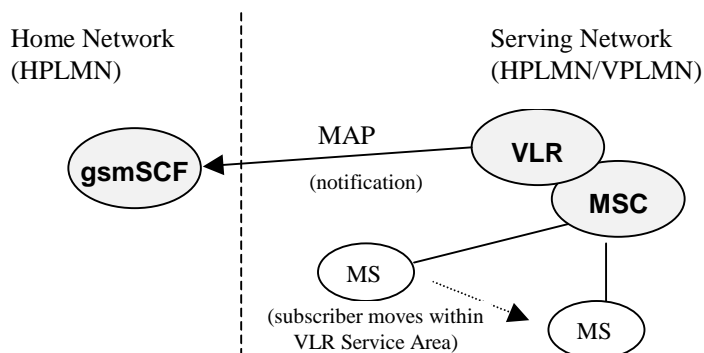 Home Network
(HPLMN)
Serving Network
(HPLMN/VPLMN)
MAP
VLR
gsmSCF
(notification)
MSC
MS
(subscriber moves within
VLR Service Area)
MS